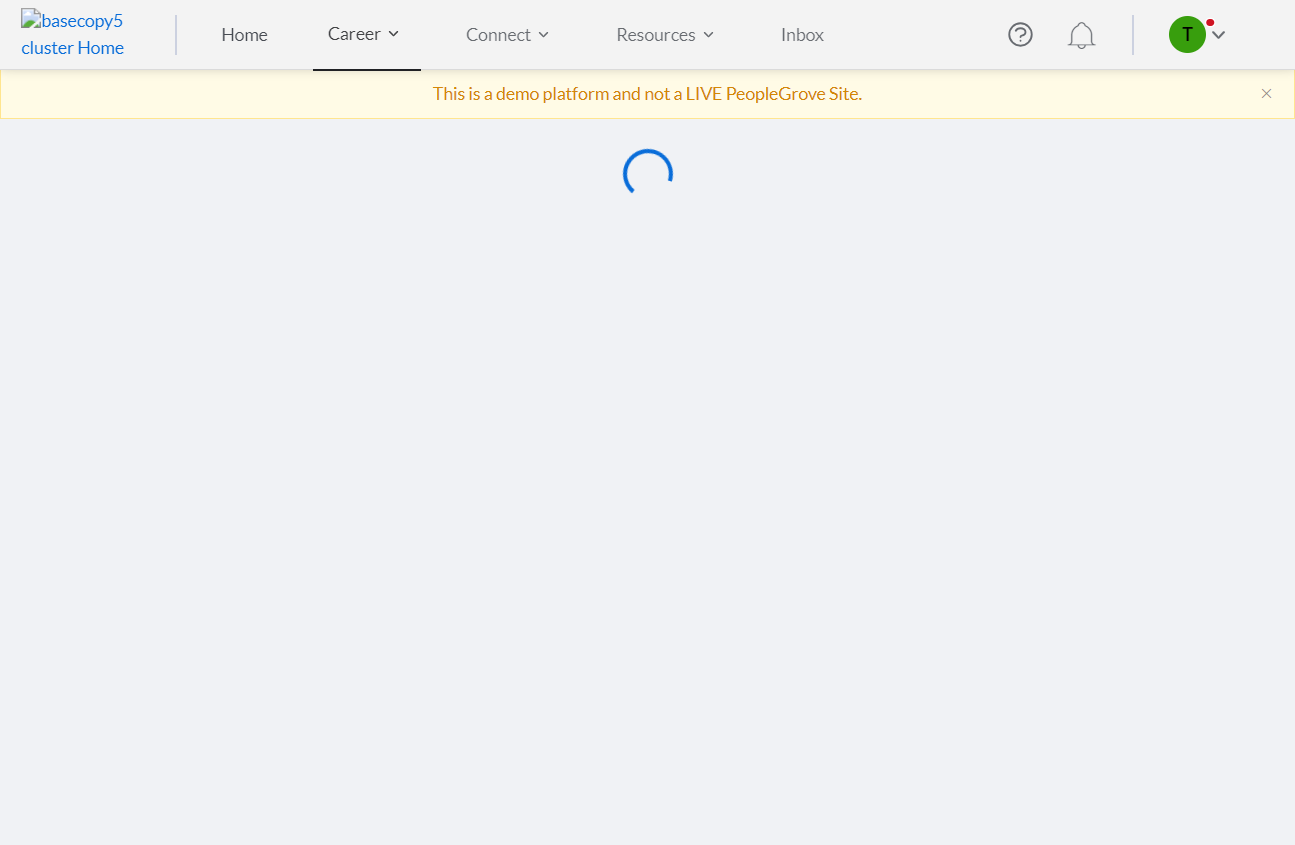 basecopy5
cluster Home
Home
Career
Connect
Resources
Inbox
T
This is a demo platform and not a LIVE PeopleGrove Site.